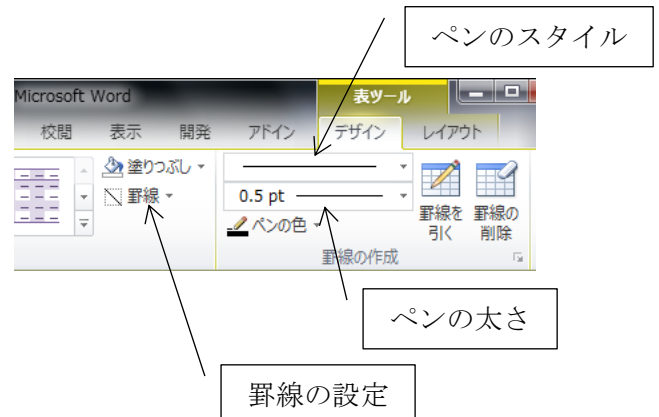 ペンのスタイル
Microsoft Word
表ツール
校閲 表示 開発 アドイン デザイン レイアウト
塗りつぶし
罫線
0.5 pt
ペンの色
罫線を引く
罫線の削除
罫線の作成
ペンの太さ
罫線の設定